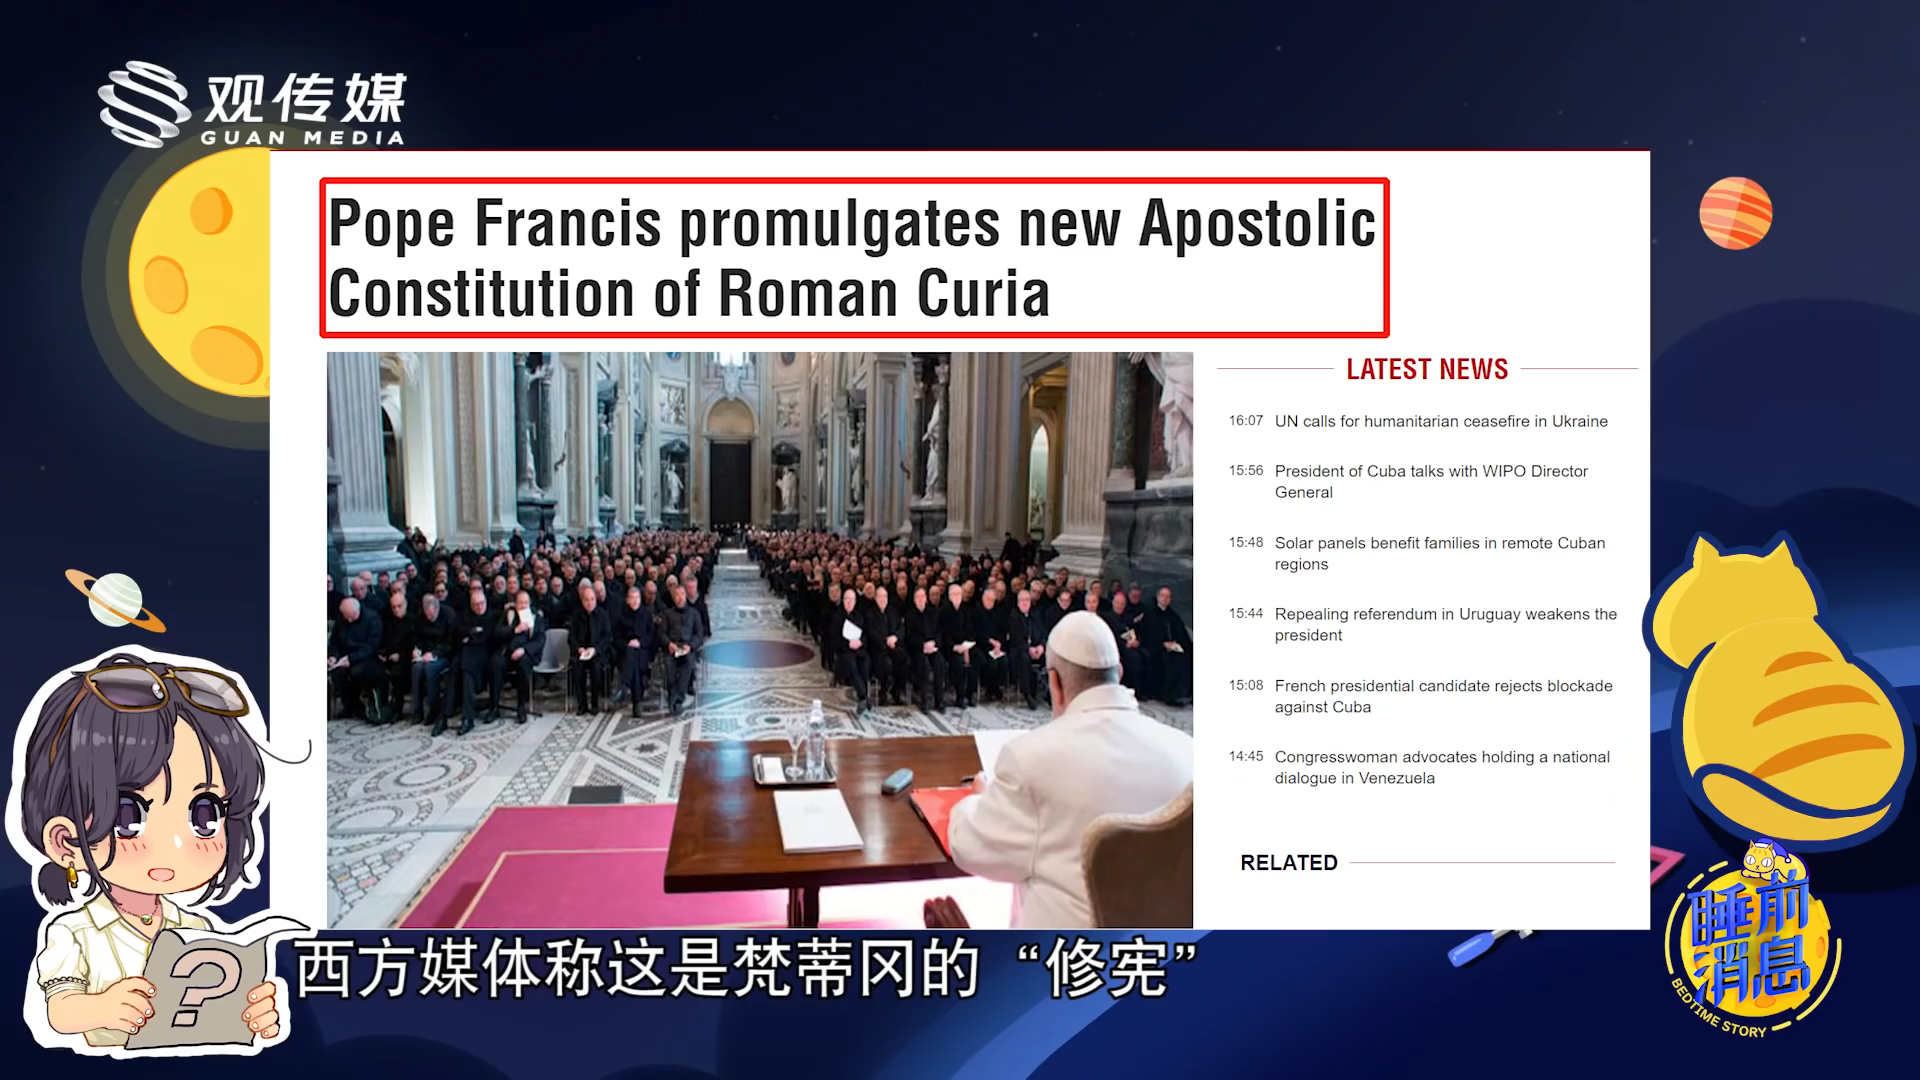 观传媒
GUAN MEDIA
Pope Francis promulgates new Apostolic
Constitution of Roman Curia
LATEST NEWS
16:07 UN calls for humanitarian ceasefire in Ukraine
15:56 President of Cuba talks with WIPO Director
General
15:48 Solar panels benefit families in remote Cuban
regions
15:44 Repealing referendum in Uruguay weakens the
president
15:08 French presidential candidate rejects blockade
against Cuba
14:45 Congresswoman advocates holding a national
dialogue in Venezuela
RELATED
?
西方媒体称这是梵蒂冈的“修宪”
睡前
消息
BEDTIME STORY